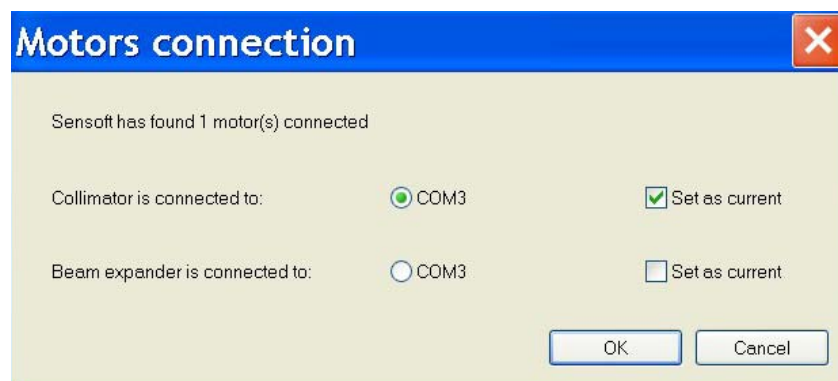 Motors connection
Sensoft has found 1 motor(s) connected
Collimator is connected to: COM3 Set as current
Beam expander is connected to: COM3 Set as current
OK Cancel